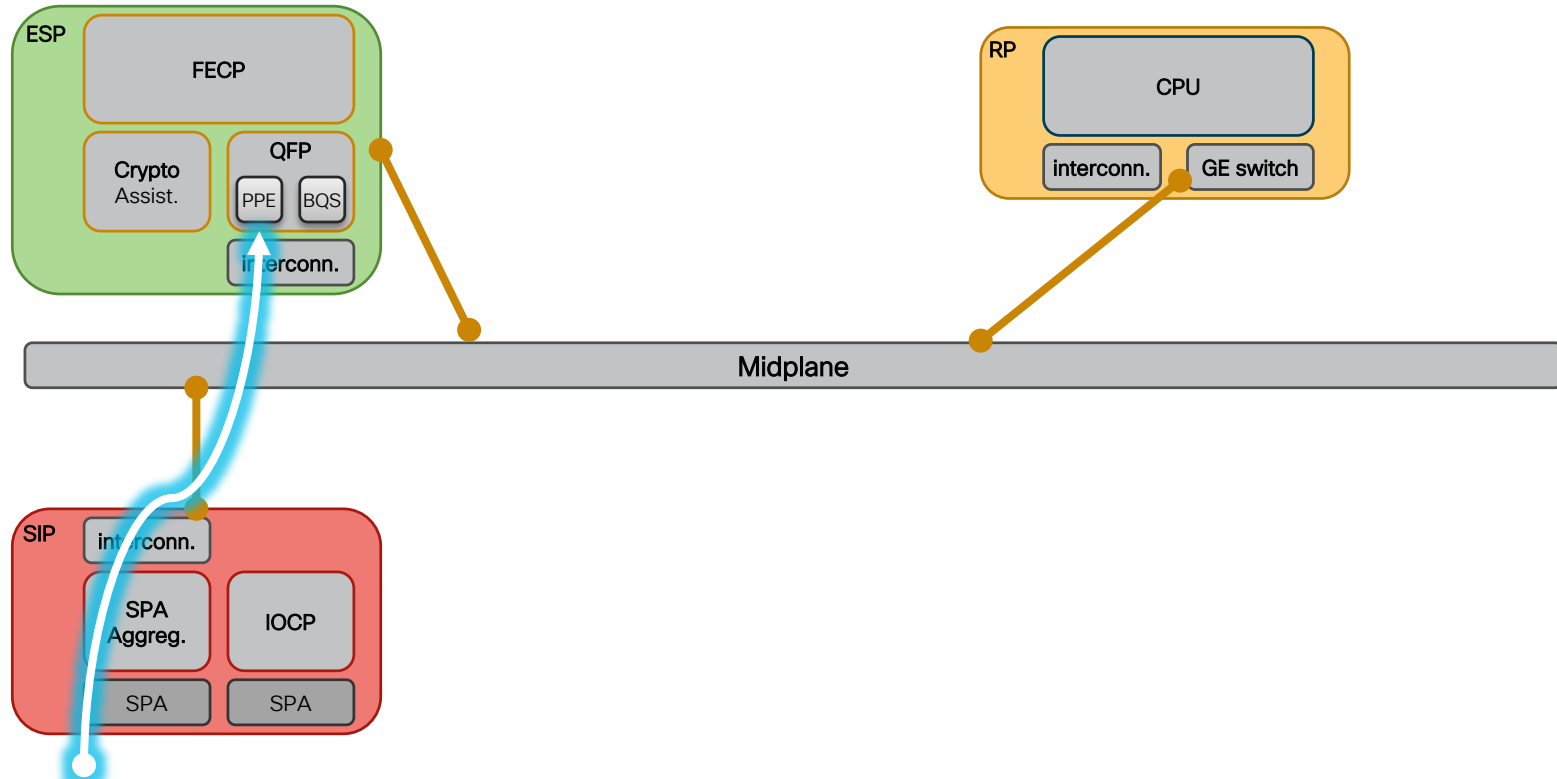 ESP
FECP
Crypto
Assist.
QFP
PPE
BQS
interconn.
RP
CPU
interconn.
GE switch
Midplane
SIP
interconn.
SPA
Aggreg.
IOCP
SPA
SPA